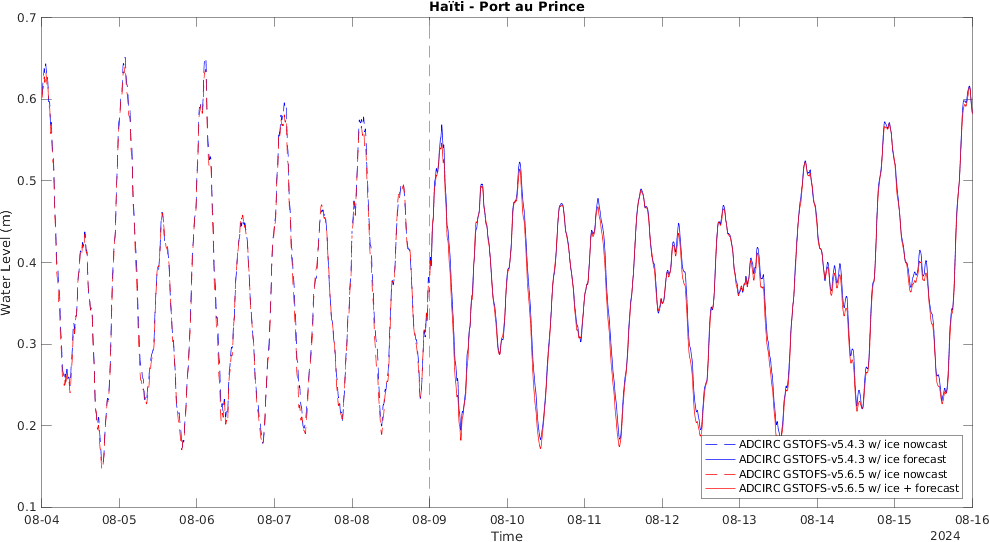 Haïti - Port au Prince
0.7
0.6
0.5
0.4
0.3
0.2
0.1
Water Level (m)
ADCIRC GSTOFS-v5.4.3 w/ ice nowcast
ADCIRC GSTOFS-v5.4.3 w/ ice forecast
ADCIRC GSTOFS-v5.6.5 w/ ice nowcast
ADCIRC GSTOFS-v5.6.5 w/ ice + forecast
08-04 08-05 08-06 08-07 08-08 08-09 08-10 08-11 08-12 08-13 08-14 08-15 08-16
Time
2024